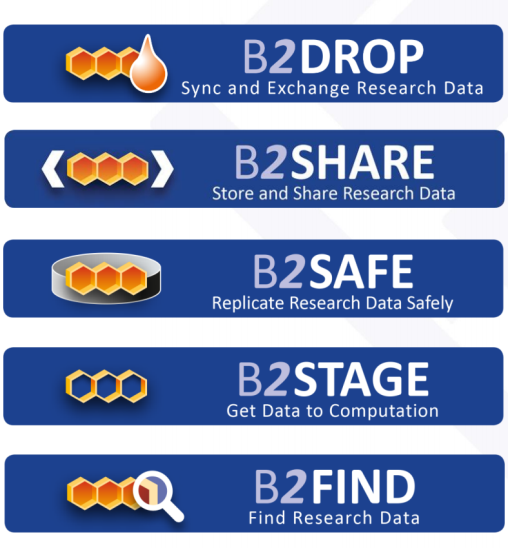 B2DROP
Sync and Exchange Research Data
B2SHARE
Store and Share Research Data
B2SAFE
Replicate Research Data Safely
B2STAGE
Get Data to Computation
B2FIND
Find Research Data